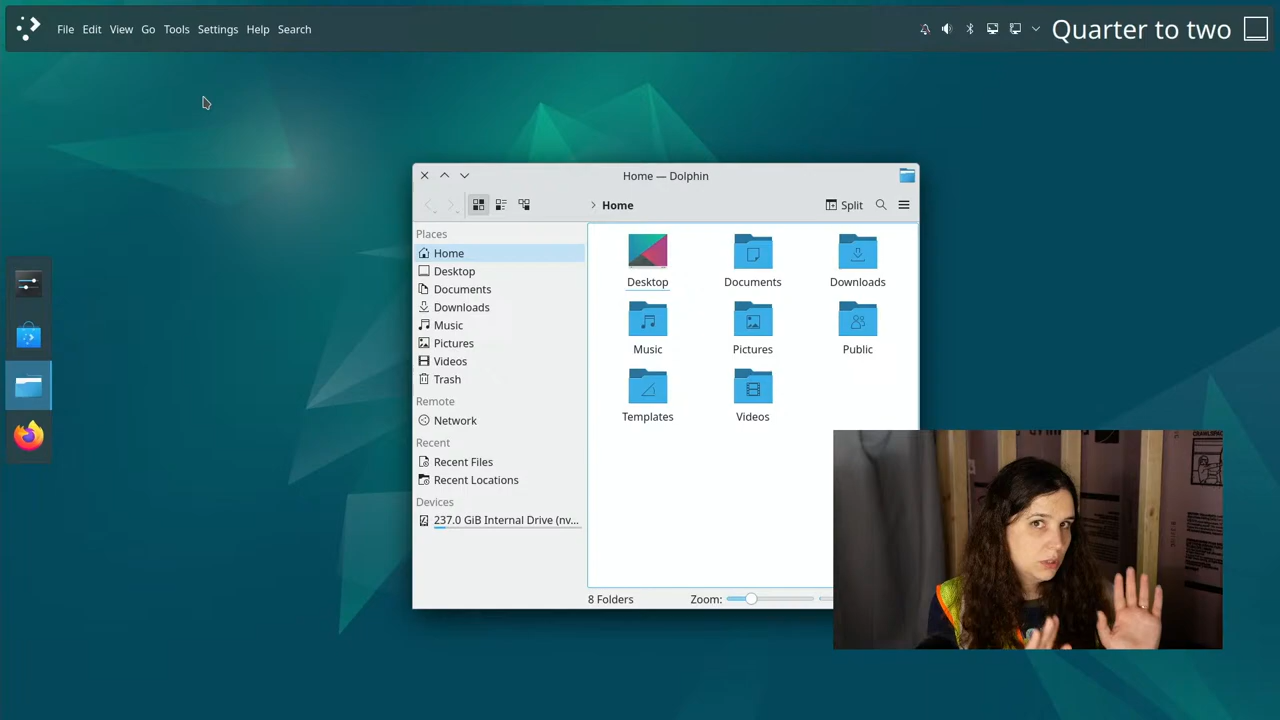 File Edit View Go Tools Settings Help Search
Quarter to two
Home — Dolphin
Home
Split
Places
Home
Desktop
Documents
Downloads
Music
Pictures
Videos
Trash
Remote
Network
Recent
Recent Files
Recent Locations
Devices
237.0 GiB Internal Drive (nv...
Desktop
Documents
Downloads
Music
Pictures
Public
Templates
Videos
8 Folders
Zoom:
CRAWLSPAC